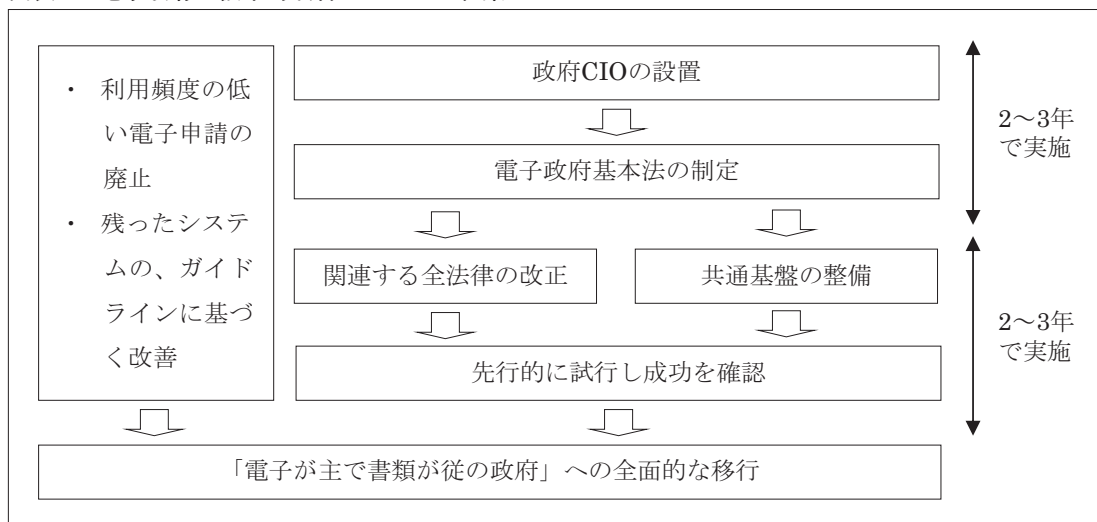 ・ 利用頻度の低
い電子申請の
廃止
・ 残ったシステ
ムの、ガイド
ラインに基づ
く改善
政府CIOの設置
電子政府基本法の制定
2～3年
で実施
関連する全法律の改正
共通基盤の整備
先行的に試行し成功を確認
2～3年
で実施
「電子が主で書類が従の政府」への全面的な移行